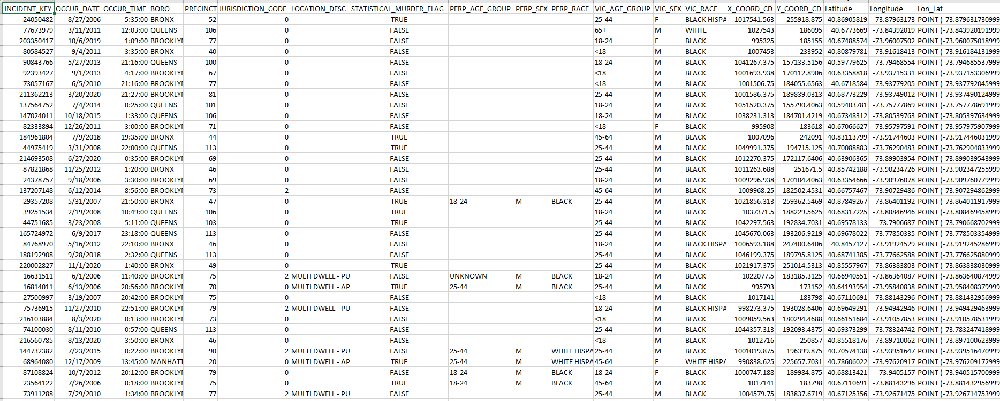 INCIDENT_KEY OCCUR_DATE OCCUR_TIME BORO PRECINCT JURISDICTION_CODE LOCATION_DESC STATISTICAL_MURDER_FLAG PERP_AGE_GROUP PERP_SEX PERP_RACE VIC_AGE_GROUP VIC_SEX VIC_RACE X_COORD_CD Y_COORD_CD Latitude Longitude Lon_Lat
24050482 8/27/2006 5:35:00 BRONX 52 0 TRUE 25-44 F BLACK HISPA 1017541.563 255918.875 40.86905819 -73.87963173 POINT (-73.879631730999
77673979 3/11/2011 12:03:00 QUEENS 106 0 FALSE 65+ M WHITE 1027543 186095 40.6773669 -73.84392019 POINT (-73.843920191999
203350417 10/6/2019 1:09:00 BROOKLYN 77 0 FALSE 18-24 F BLACK 995325 185155 40.67488574 -73.96007502 POINT (-73.960075018999
80584527 9/4/2011 3:35:00 BRONX 40 0 FALSE <18 M BLACK 1007453 233952 40.80879781 -73.91618413 POINT (-73.916184131999
90843766 5/27/2013 21:16:00 QUEENS 100 0 FALSE 18-24 M BLACK 1041267.375 157133.5156 40.59779625 -73.79468554 POINT (-73.794685537999
92393427 9/1/2013 4:17:00 BROOKLYN 67 0 FALSE <18 M BLACK 1001693.938 170112.8906 40.63358818 -73.93715331 POINT (-73.937153306999
73057167 6/5/2010 21:16:00 BROOKLYN 77 0 FALSE <18 M BLACK 1001506.75 184055.6563 40.6718584 -73.93779205 POINT (-73.937792045999
211362213 3/20/2020 21:27:00 BROOKLYN 81 0 FALSE 25-44 M BLACK 1001586.375 189839.0313 40.68773229 -73.93749012 POINT (-73.937490124999
137564752 7/4/2014 0:25:00 QUEENS 101 0 FALSE 18-24 M BLACK 1051520.375 155790.4063 40.59403781 -73.75777869 POINT (-73.757778691999
147024011 10/18/2015 1:33:00 QUEENS 106 0 FALSE 18-24 M BLACK 1038231.313 184701.4219 40.67348312 -73.80539763 POINT (-73.805397634999
82333894 12/26/2011 3:00:00 BROOKLYN 71 0 FALSE <18 F BLACK 995908 183618 40.67066627 -73.95797591 POINT (-73.957975907999
184961804 7/9/2018 19:35:00 BRONX 44 0 TRUE 45-64 M BLACK 1007096 242091 40.83113799 -73.91744603 POINT (-73.917446031999
44975419 3/31/2008 22:00:00 QUEENS 113 0 TRUE 25-44 M BLACK 1049991.375 194715.125 40.70088883 -73.76290483 POINT (-73.762904833999
214693508 6/27/2020 0:35:00 BROOKLYN 69 0 FALSE 25-44 M BLACK 1012270.375 172117.6406 40.63906365 -73.89903954 POINT (-73.899039543999
87821868 11/25/2012 1:20:00 BRONX 46 0 FALSE 25-44 M BLACK 1011263.688 251671.5 40.85742188 -73.90234726 POINT (-73.902347255999
24378757 9/18/2006 3:30:00 BROOKLYN 69 0 FALSE 18-24 M BLACK 1009296.938 170104.4063 40.63354666 -73.90976078 POINT (-73.909760779999
137207148 6/12/2014 8:56:00 BROOKLYN 73 2 FALSE 45-64 M BLACK 1009968.25 182502.4531 40.66757467 -73.90729486 POINT (-73.907294862999
29357208 5/31/2007 21:50:00 BRONX 47 0 TRUE 18-24 M BLACK 25-44 M BLACK 1021856.313 259362.5469 40.87849267 -73.86401192 POINT (-73.864011917999
39251534 2/19/2008 10:49:00 QUEENS 106 0 TRUE 18-24 M BLACK 1037371.5 188229.5625 40.68317225 -73.80846946 POINT (-73.808469458999
44751685 3/23/2008 5:11:00 QUEENS 103 0 TRUE 25-44 M BLACK 1042297.563 192834.7031 40.69578133 -73.7906687 POINT (-73.790668702999
165724972 6/9/2017 23:18:00 QUEENS 113 0 FALSE 25-44 M BLACK 1045670.063 193206.9219 40.69678022 -73.77850335 POINT (-73.778503354999
84768970 5/16/2012 22:10:00 BRONX 46 0 FALSE 18-24 M BLACK HISPA 1006593.188 247400.6406 40.8457127 -73.91924529 POINT (-73.919245286999
188192908 9/28/2018 2:32:00 QUEENS 113 0 FALSE 25-44 M BLACK 1046199.375 189795.8125 40.68741385 -73.77662588 POINT (-73.776625880999
220002827 11/1/2020 1:40:00 BRONX 49 0 TRUE 25-44 M BLACK 1021917.375 251014.5313 40.85557967 -73.86383803 POINT (-73.863838030999
16631511 6/1/2006 11:40:00 BROOKLYN 75 2 MULTI DWELL - PU FALSE UNKNOWN M BLACK 18-24 M BLACK 1022077.5 183185.3125 40.66940551 -73.86364087 POINT (-73.863640874999
16814011 6/13/2006 20:56:00 BROOKLYN 70 0 MULTI DWELL - AP TRUE 25-44 M BLACK 25-44 M BLACK 995793 173152 40.64193954 -73.95840838 POINT (-73.958408379999
27500997 3/19/2007 20:42:00 BROOKLYN 75 0 FALSE <18 M BLACK 1017141 183798 40.67110691 -73.88143296 POINT (-73.881432956999
75736915 11/27/2010 22:51:00 BROOKLYN 79 2 MULTI DWELL - PU FALSE 18-24 M BLACK HISPA 998273.375 193028.6406 40.69649291 -73.94942946 POINT (-73.949429463999
216103884 8/3/2020 0:13:00 BROOKLYN 73 0 FALSE <18 M BLACK 1009059.563 180294.4688 40.66151684 -73.91057853 POINT (-73.910578531999
74100030 8/11/2010 0:57:00 QUEENS 113 0 FALSE 25-44 M BLACK 1044357.313 192093.4375 40.69373299 -73.78324742 POINT (-73.783247418999
216560785 8/13/2020 3:50:00 BRONX 46 0 FALSE <18 M BLACK 1012716 250857 40.85518176 -73.89710062 POINT (-73.897100623999
144732382 7/23/2015 0:22:00 BROOKLYN 90 2 MULTI DWELL - PU FALSE 25-44 M WHITE HISPA 25-44 M BLACK 1001019.875 196399.875 40.70574138 -73.93951647 POINT (-73.939516470999
68964080 12/17/2009 13:45:00 MANHATT 20 0 MULTI DWELL - AP TRUE 25-44 M WHITE HISPA 45-64 F WHITE HISPA 990838.625 225657.7031 40.78606022 -73.97620917 POINT (-73.976209172999
87108824 10/7/2012 20:12:00 BROOKLYN 79 0 FALSE 18-24 M BLACK 18-24 F BLACK 1000747.188 189984.875 40.68813421 -73.9405157 POINT (-73.940515700999
23564122 7/26/2006 0:18:00 BROOKLYN 75 0 TRUE 18-24 M BLACK 45-64 M BLACK 1017141 183798 40.67110691 -73.88143296 POINT (-73.881432956999
73911288 7/29/2010 1:34:00 BROOKLYN 77 2 MULTI DWELL - PU FALSE 25-44 M BLACK 1004579.75 183837.6719 40.67125356 -73.92671475 POINT (-73.926714753999